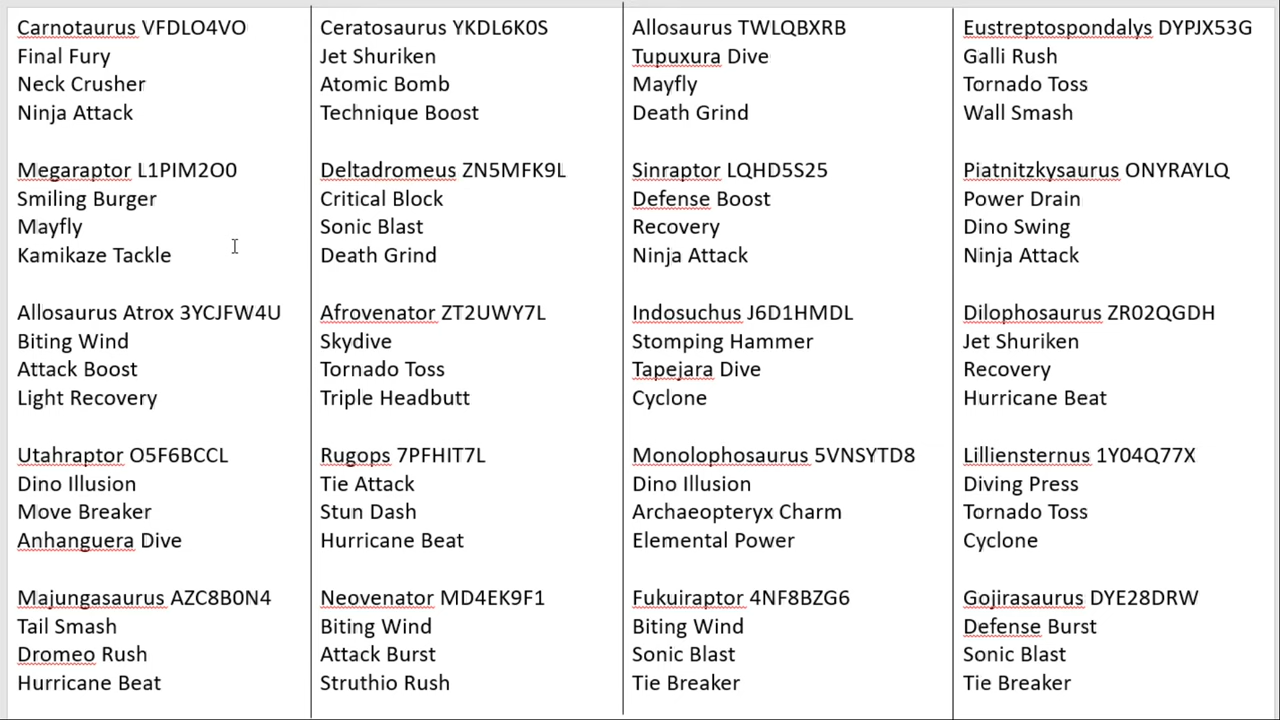 Carnotaurus VFDLO4VO
Final Fury
Neck Crusher
Ninja Attack
Megaraptor L1PIM2O0
Smiling Burger
Mayfly
Kamikaze Tackle
Allosaurus Atrox 3YCJFW4U
Biting Wind
Attack Boost
Light Recovery
Utahraptor O5F6BCCL
Dino Illusion
Move Breaker
Anhanguera Dive
Majungasaurus AZC8B0N4
Tail Smash
Dromeo Rush
Hurricane Beat
Ceratosaurus YKDL6K0S
Jet Shuriken
Atomic Bomb
Technique Boost
Deltadromeus ZN5MFK9L
Critical Block
Sonic Blast
Death Grind
Afrovenator ZT2UWY7L
Skydive
Tornado Toss
Triple Headbutt
Rugops 7PFHIT7L
Tie Attack
Stun Dash
Hurricane Beat
Neovenator MD4EK9F1
Biting Wind
Attack Burst
Struthio Rush
Allosaurus TWLQBXRB
Tupuxura Dive
Mayfly
Death Grind
Sinraptor LQHD5S25
Defense Boost
Recovery
Ninja Attack
Indosuchus J6D1HMDL
Stomping Hammer
Tapejara Dive
Cyclone
Monolophosaurus 5VNSYTD8
Dino Illusion
Archaeopteryx Charm
Elemental Power
Fukuiraptor 4NF8BZG6
Biting Wind
Sonic Blast
Tie Breaker
Eustreptospondalys DYPJX53G
Galli Rush
Tornado Toss
Wall Smash
Piatnitzkysaurus ONYRAYLQ
Power Drain
Dino Swing
Ninja Attack
Dilophosaurus ZR02QGDH
Jet Shuriken
Recovery
Hurricane Beat
Lilliensternus 1Y04Q77X
Diving Press
Tornado Toss
Cyclone
Gojirasaurus DYE28DRW
Defense Burst
Sonic Blast
Tie Breaker